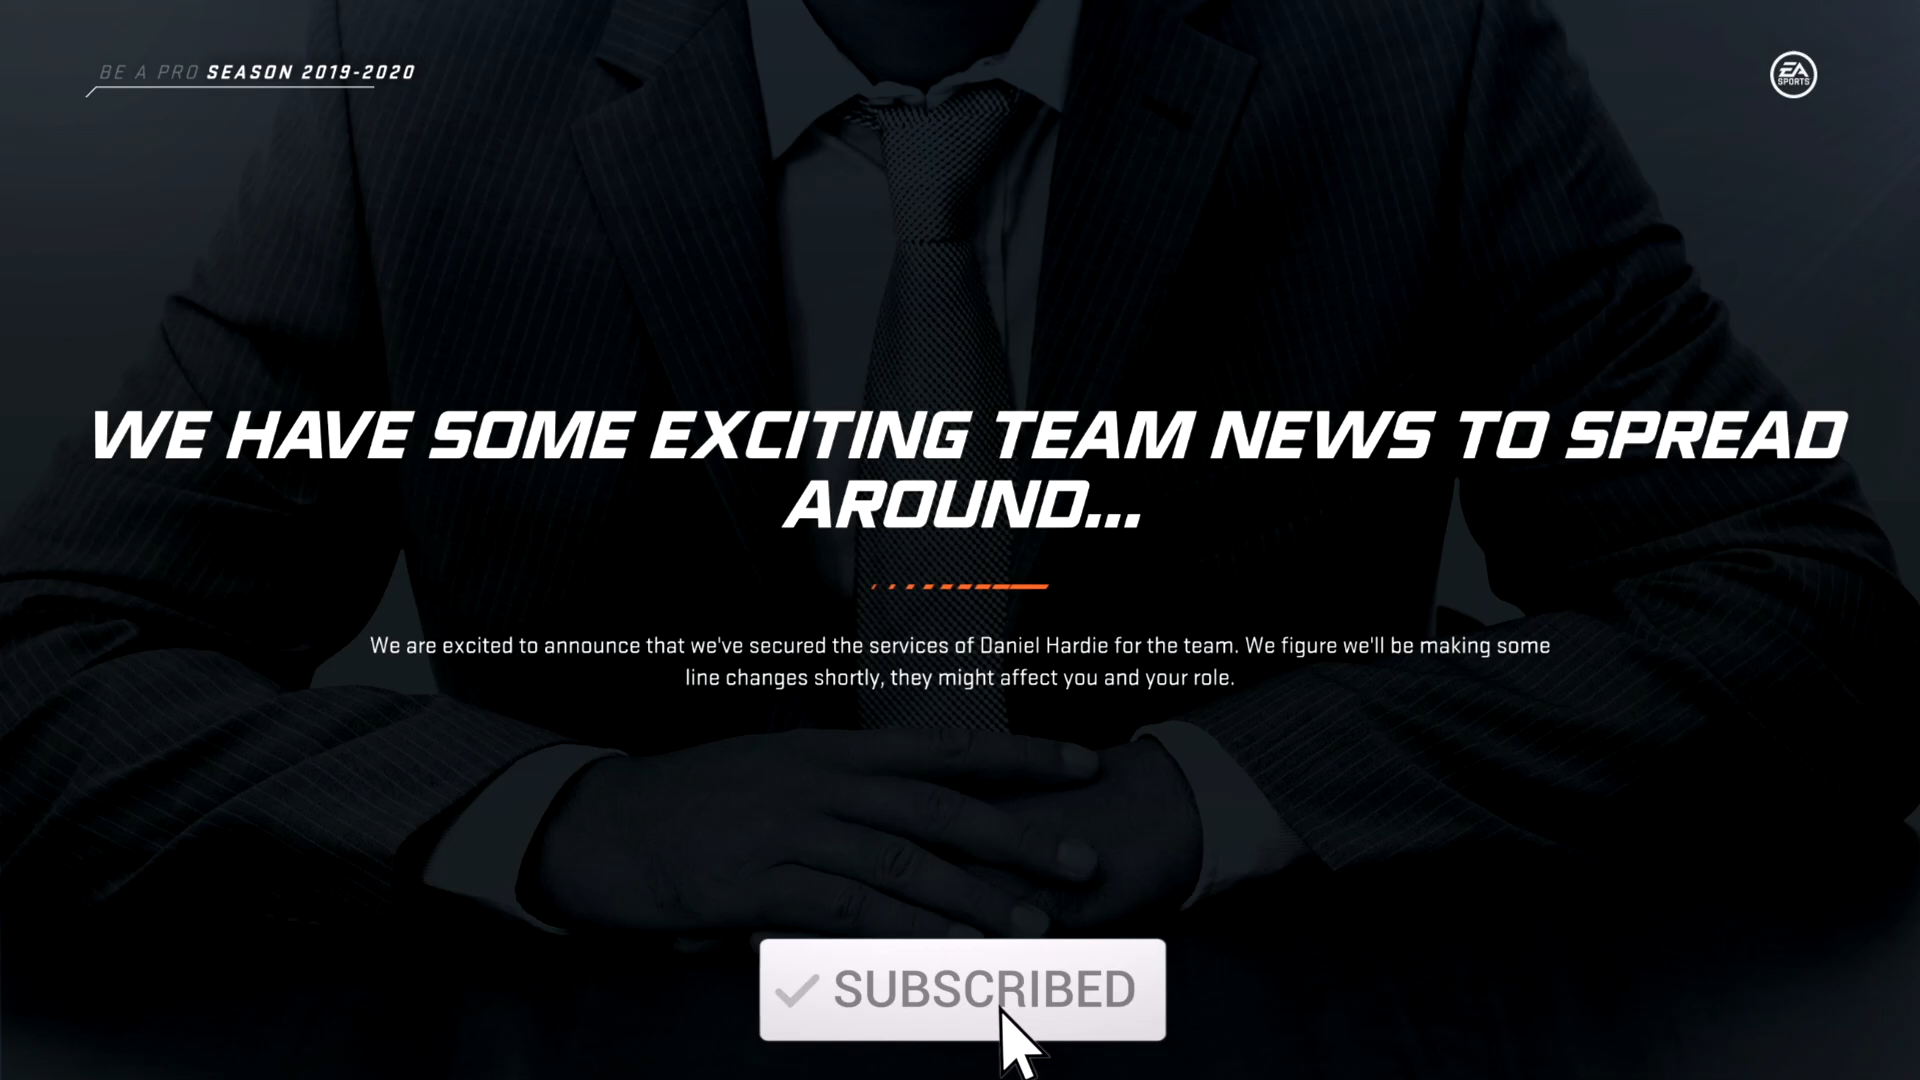 BE A PRO SEASON 2019-2020
EA
SPORTS
WE HAVE SOME EXCITING TEAM NEWS TO SPREAD
AROUND...
We are excited to announce that we've secured the services of Daniel Hardie for the team. We figure we'll be making some
line changes shortly, they might affect you and your role.
SUBSCRIBED